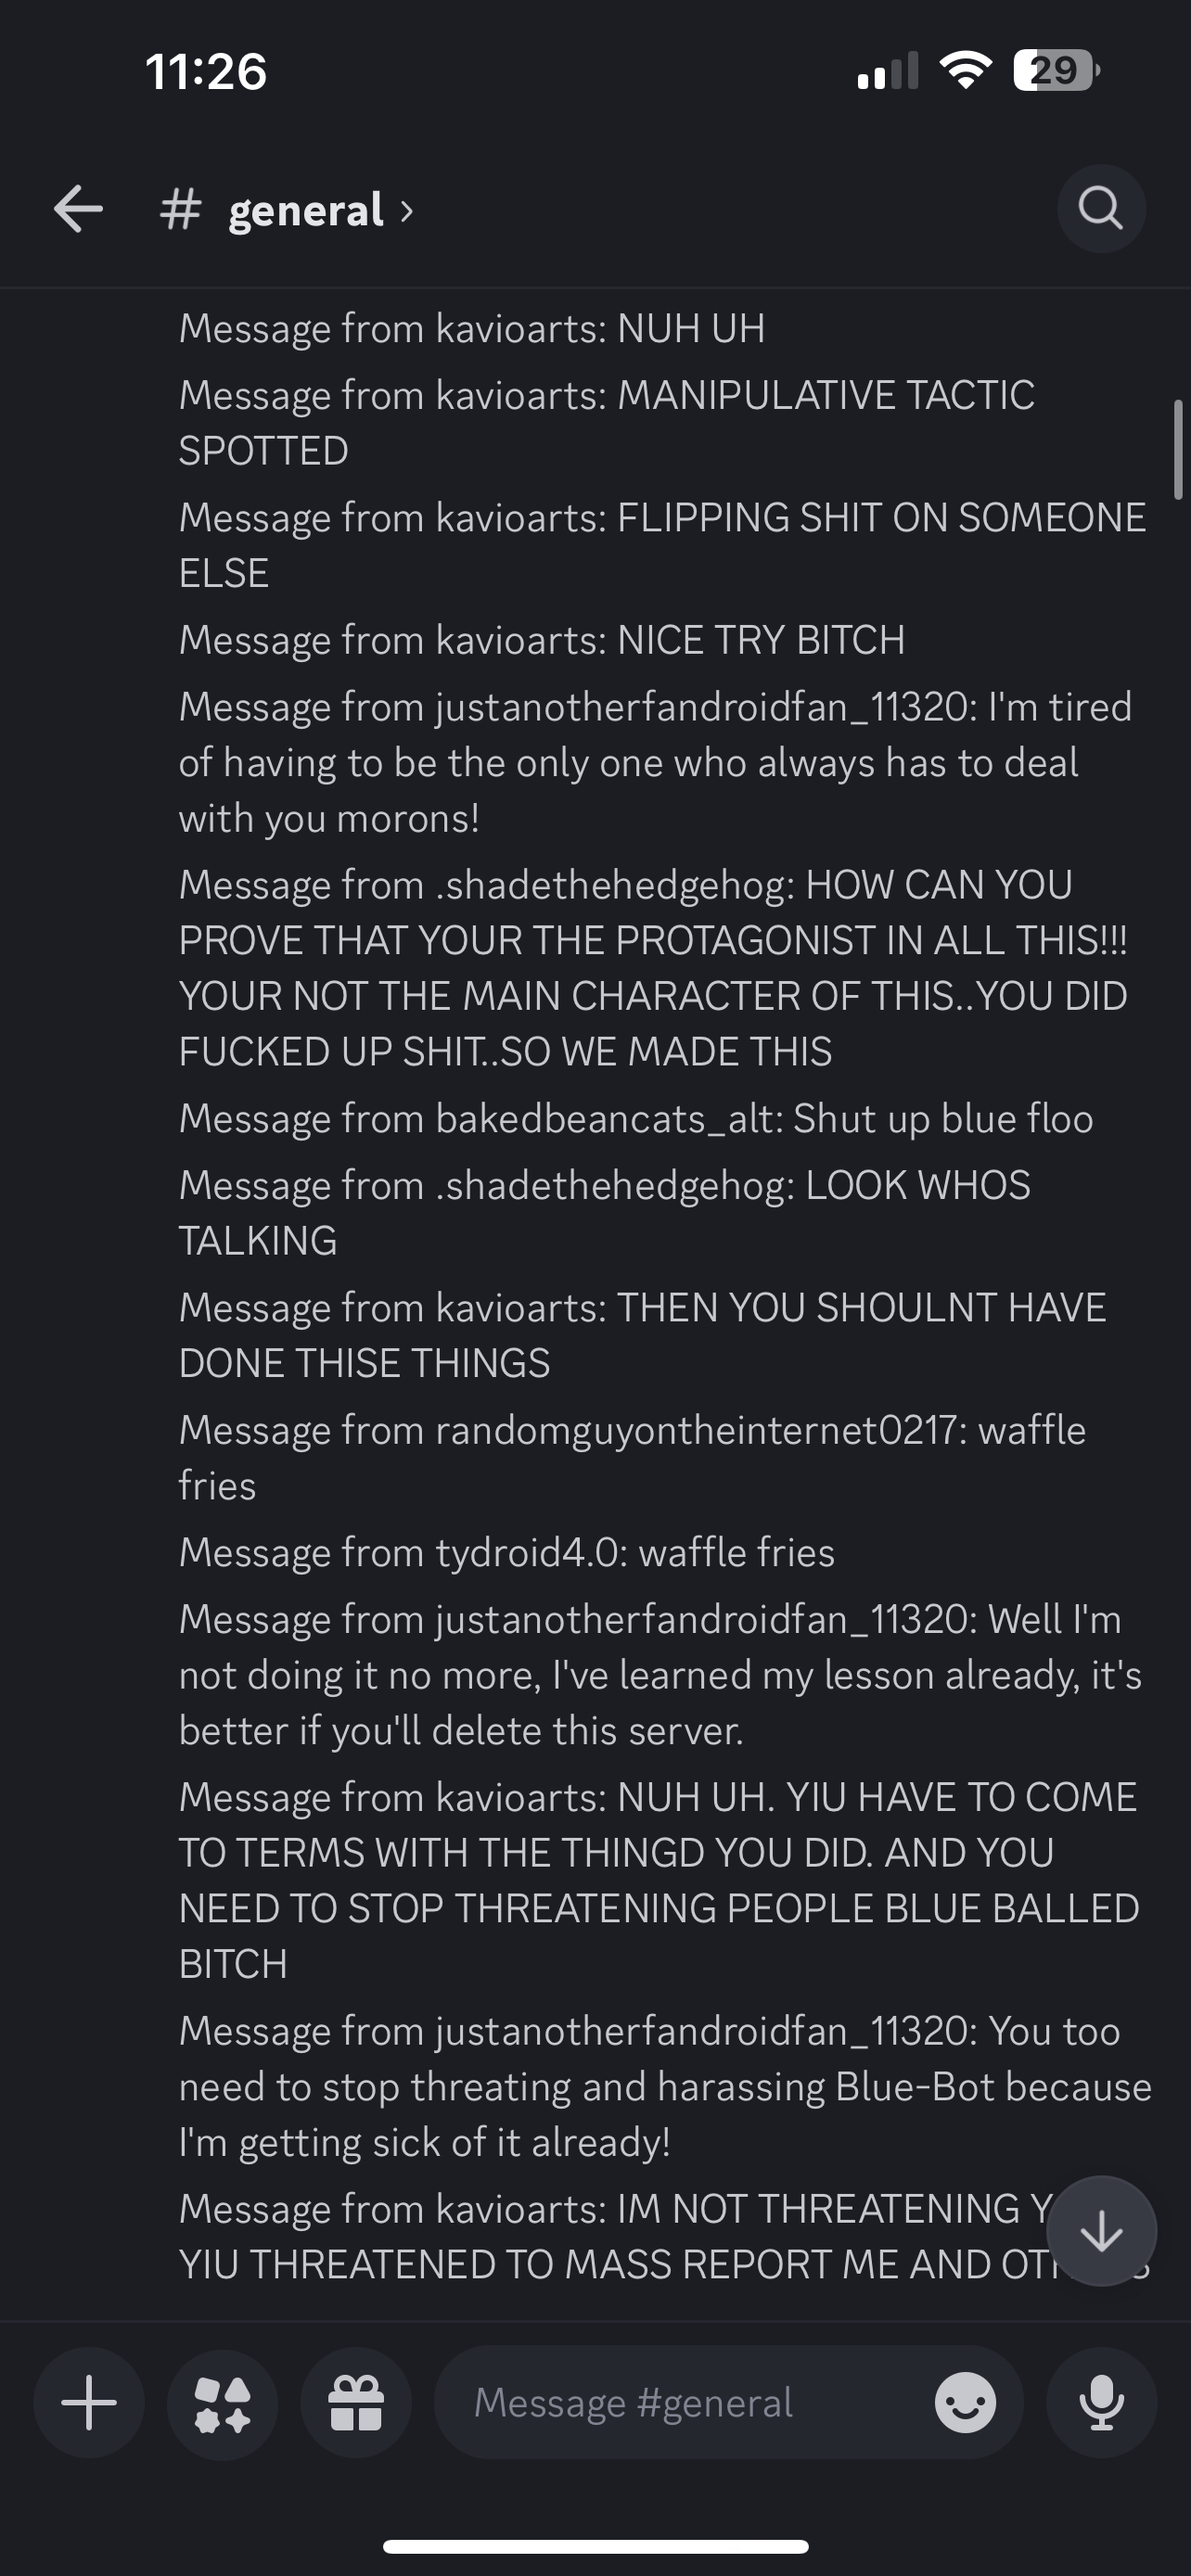 11:26
29
# general ›
Message from kavioarts: NUH UH
Message from kavioarts: MANIPULATIVE TACTIC
SPOTTED
Message from kavioarts: FLIPPING SHIT ON SOMEONE
ELSE
Message from kavioarts: NICE TRY BITCH
Message from justanotherfandroidfan_11320: I'm tired
of having to be the only one who always has to deal
with you morons!
Message from .shadethehedgehog: HOW CAN YOU
PROVE THAT YOUR THE PROTAGONIST IN ALL THIS!!!
YOUR NOT THE MAIN CHARACTER OF THIS..YOU DID
FUCKED UP SHIT..SO WE MADE THIS
Message from bakedbeancats_alt: Shut up blue floo
Message from .shadethehedgehog: LOOK WHOS
TALKING
Message from kavioarts: THEN YOU SHOULNT HAVE
DONE THISE THINGS
Message from randomguyontheinternet0217: waffle
fries
Message from tydroid4.0: waffle fries
Message from justanotherfandroidfan_11320: Well I'm
not doing it no more, I've learned my lesson already, it's
better if you'll delete this server.
Message from kavioarts: NUH UH. YIU HAVE TO COME
TO TERMS WITH THE THINGD YOU DID. AND YOU
NEED TO STOP THREATENING PEOPLE BLUE BALLED
BITCH
Message from justanotherfandroidfan_11320: You too
need to stop threating and harassing Blue-Bot because
I'm getting sick of it already!
Message from kavioarts: IM NOT THREATENING
YIU THREATENED TO MASS REPORT ME AND
Message #general